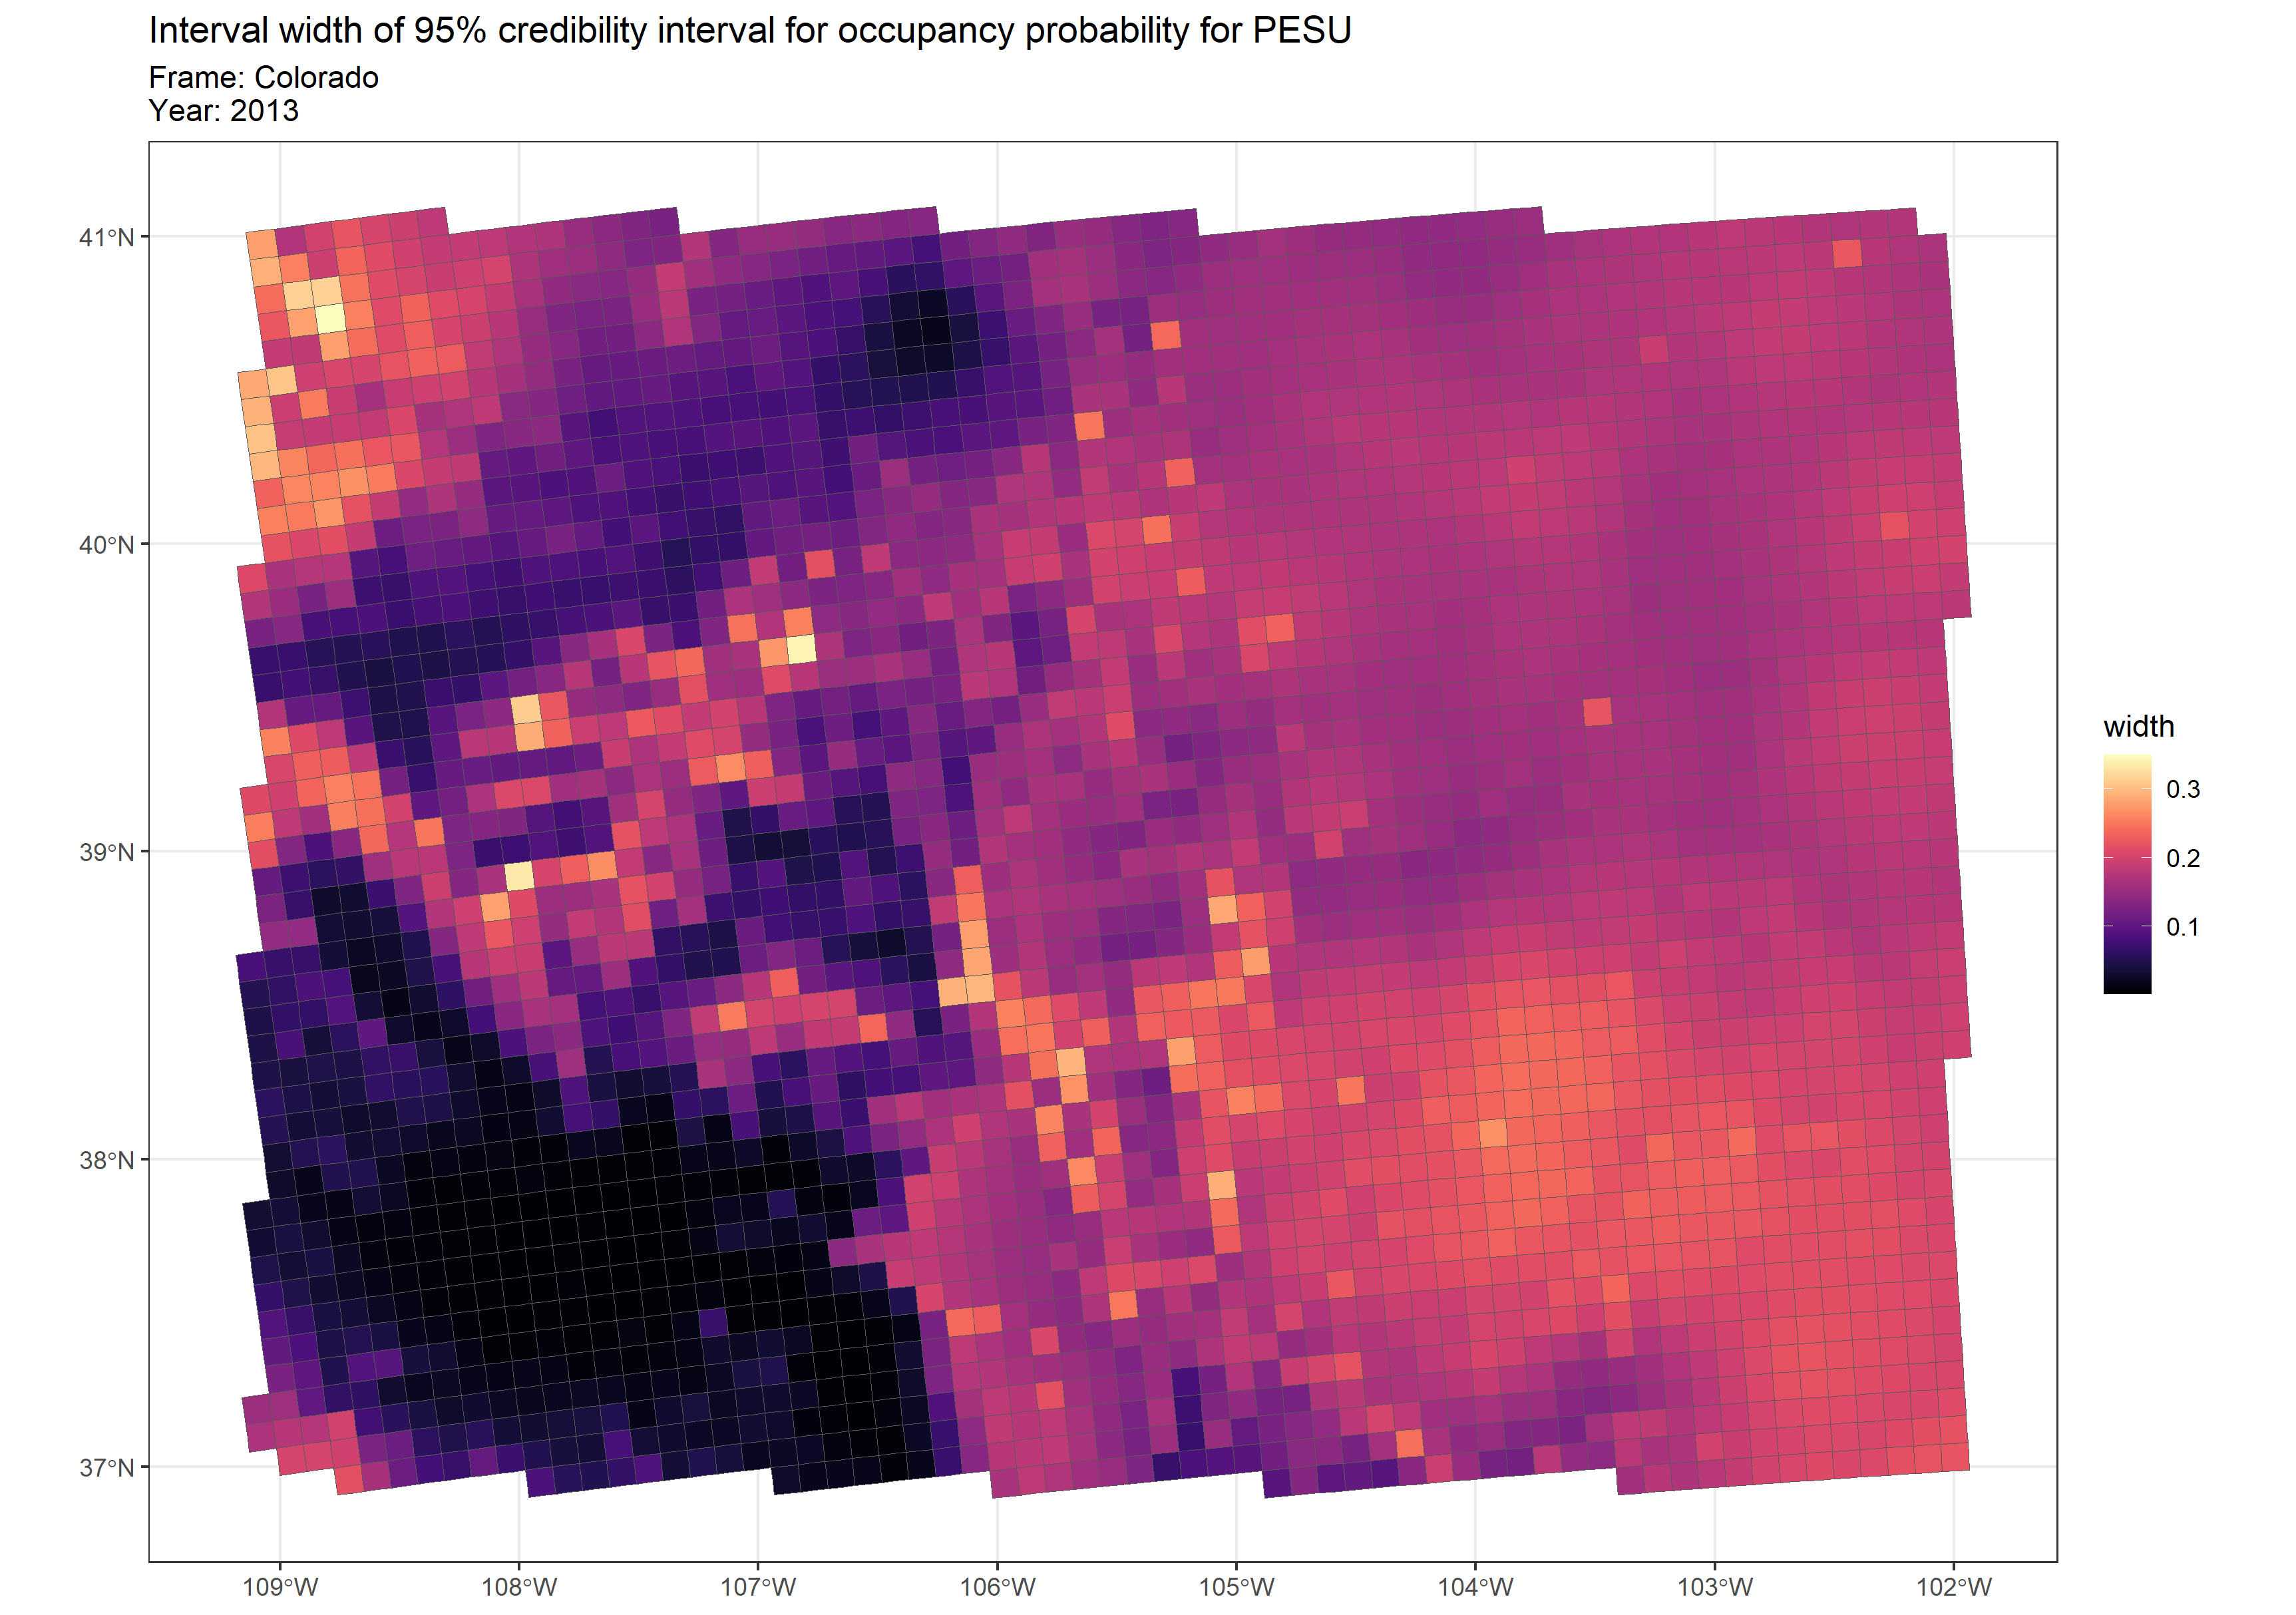 Interval width of 95% credibility interval for occupancy probability for PESU
Frame: Colorado
Year: 2013
41°N
40°N
39°N
38°N
37°N
109°W
108°W
107°W
106°W
105°W
104°W
103°W
102°W
width
0.3
0.2
0.1